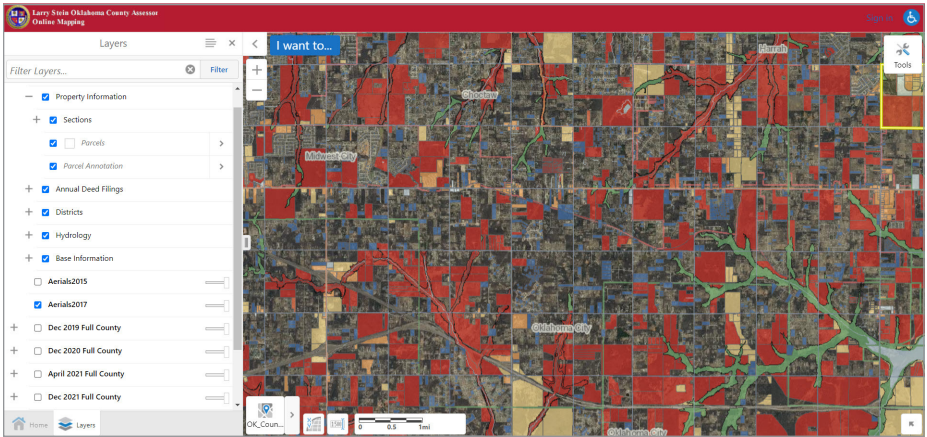 Larry Stein Oklahoma County Assessor
Online Mapping
Sign in
Layers
I want to...
Tools
Filter Layers...
Filter
Property Information
Sections
Parcels
Parcel Annotation
Annual Deed Filings
Districts
Hydrology
Base Information
Aerials2015
Aerials2017
Dec 2019 Full County
Dec 2020 Full County
April 2021 Full County
Dec 2021 Full County
Home
Layers
Harrah
Choctaw
Midwest City
Oklahoma City
Oklahoma City
OK_Coun...
0 0.5 1mi